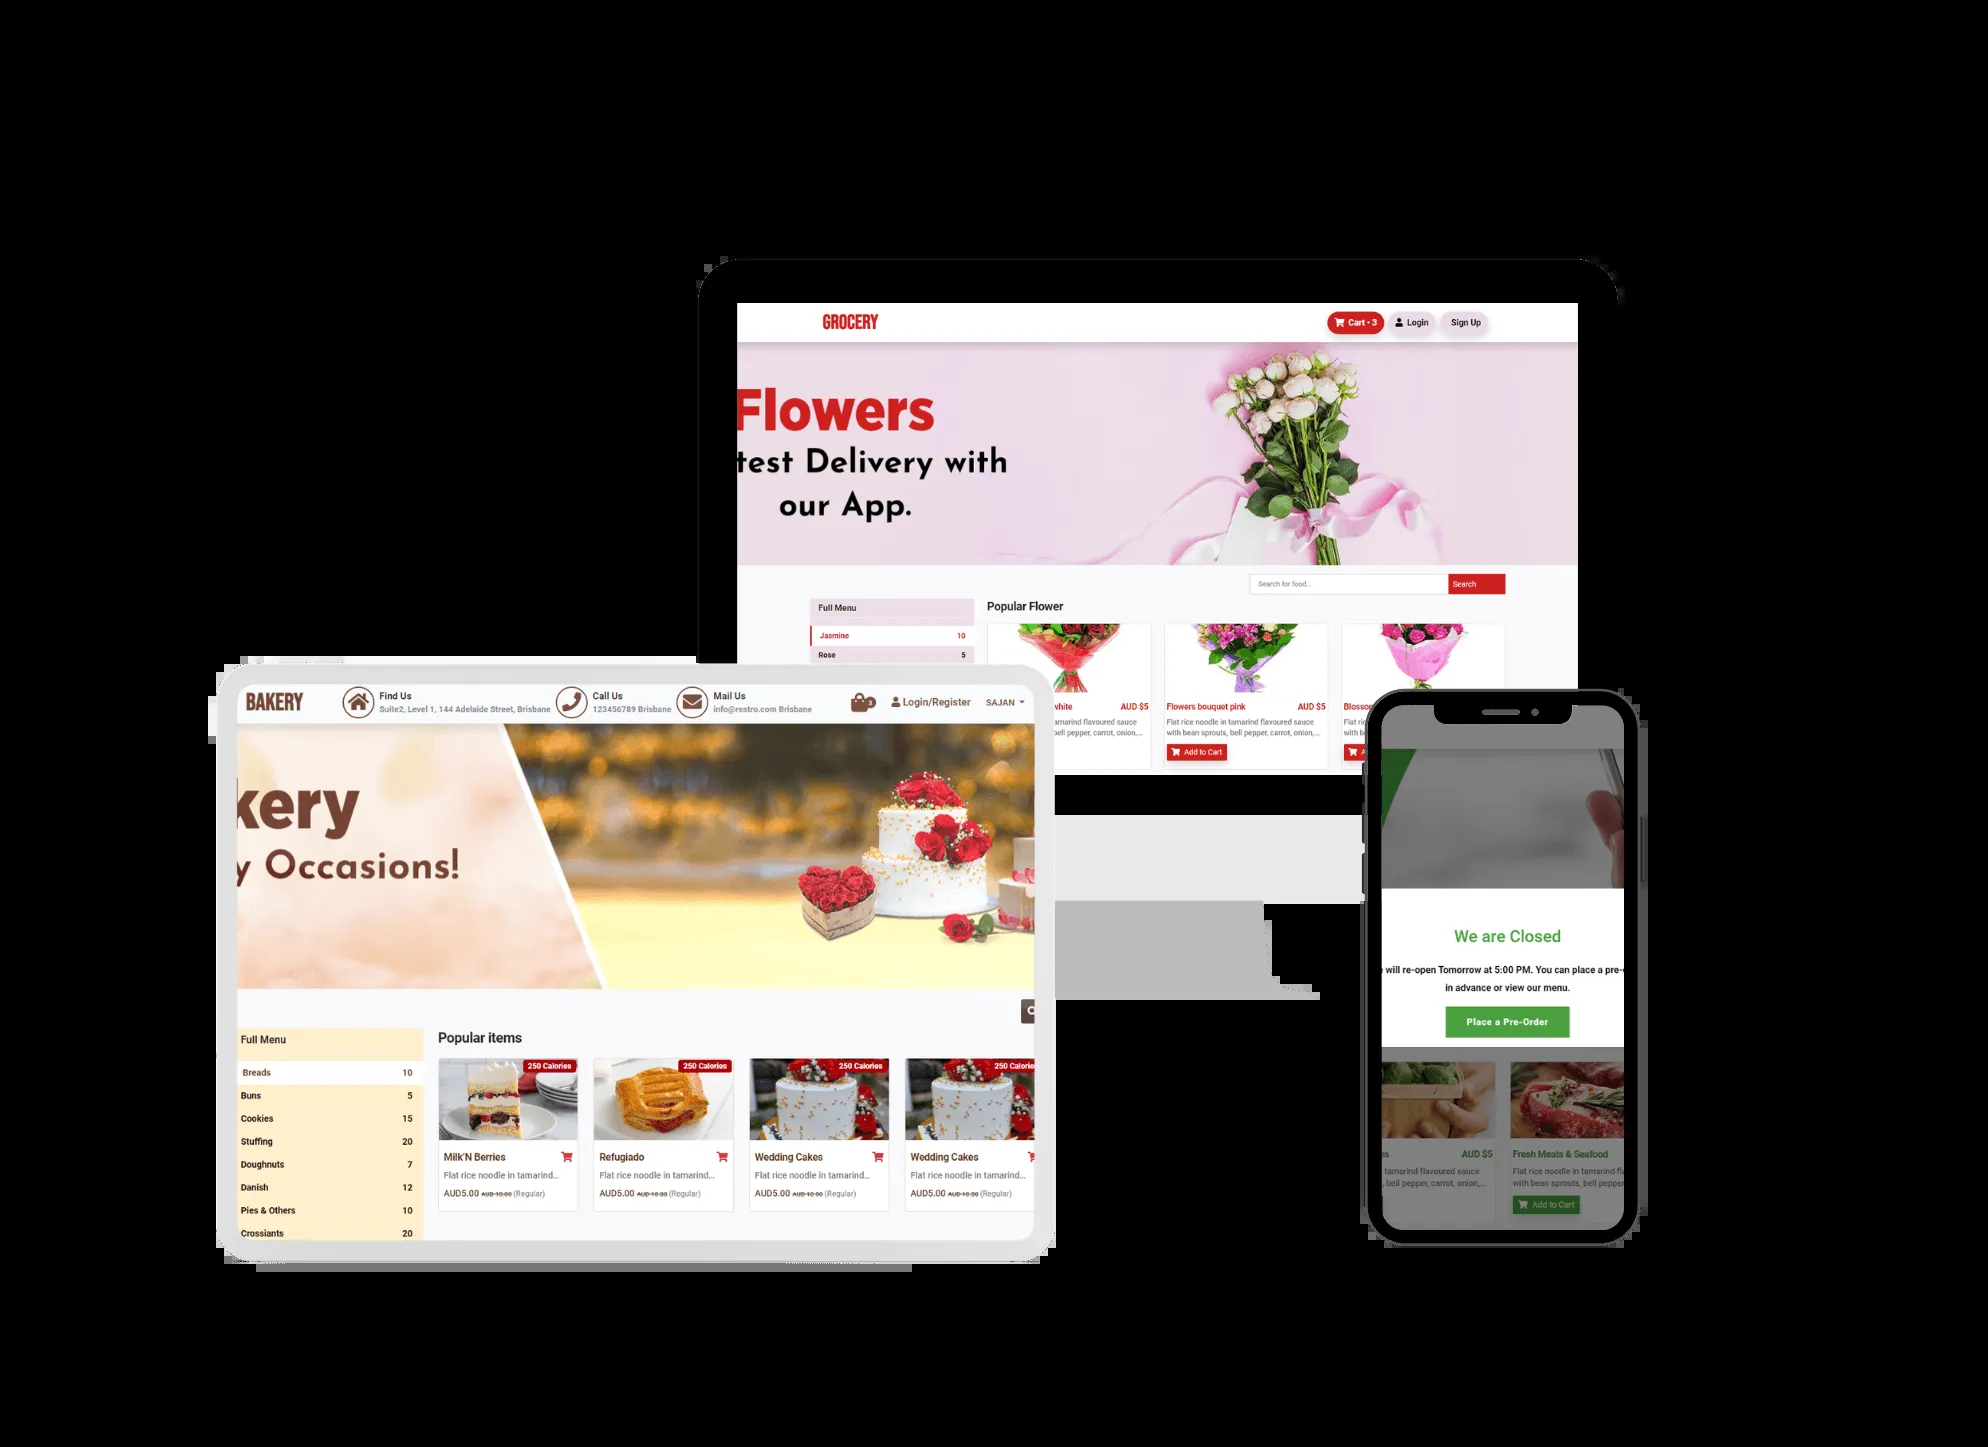 GROCERY
Cart • 3
Login
Sign Up
Flowers
test Delivery with
our App.
Search for food...
Search
Full Menu
Jasmine 10
Rose 5
Popular Flower
white AUD $5
amarind flavoured sauce
bell pepper, carrot, onion,...
Flowers bouquet pink AUD $5
Flat rice noodle in tamarind flavoured sauce
with bean sprouts, bell pepper, carrot, onion,...
Add to Cart
Blosso
Flat ri
with b
A
BAKERY
Find Us
Suite2, Level 1, 144 Adelaide Street, Brisbane
Call Us
123456789 Brisbane
Mail Us
info@restro.com Brisbane
3
Login/Register
SAJAN
kery
y Occasions!
Full Menu
Breads 10
Buns 5
Cookies 15
Stuffing 20
Doughnuts 7
Danish 12
Pies & Others 10
Crossiants 20
Popular items
250 Calories
Milk'N Berries
Flat rice noodle in tamarind...
AUD5.00 AUD 10.00 (Regular)
250 Calories
Refugiado
Flat rice noodle in tamarind...
AUD5.00 AUD 10.00 (Regular)
250 Calories
Wedding Cakes
Flat rice noodle in tamarind...
AUD5.00 AUD 10.00 (Regular)
250 Calorie
Wedding Cakes
Flat rice noodle in tamarind...
AUD5.00 AUD 10.00 (Regular)
We are Closed
will re-open Tomorrow at 5:00 PM. You can place a pre-
in advance or view our menu.
Place a Pre-Order
es AUD $5
tamarind flavoured sauce
, bell pepper, carrot, onion,...
Fresh Meats & Seafood
Flat rice noodle in tamarind fla
with bean sprouts, bell pepper
Add to Cart